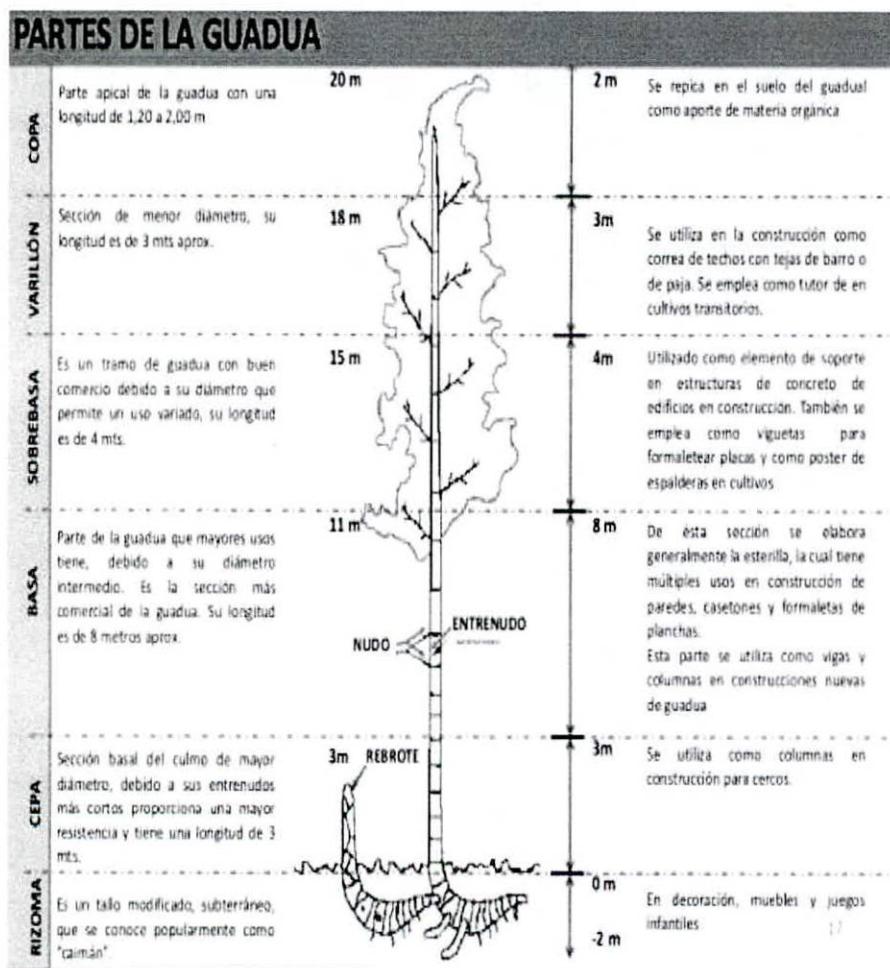 PARTES DE LA GUADUA
COPA
Parte apical de la guadua con una
longitud de 1,20 a 2,00 m
20 m
2 m
Se repica en el suelo del guadual
como aporte de materia orgánica
VARILLÓN
Sección de menor diámetro, su
longitud es de 3 mts aprox.
18 m
3m
Se utiliza en la construcción como
correa de techos con tejas de barro o
de paja. Se emplea como tutor de en
cultivos transitorios.
SOBREBASA
Es un tramo de guadua con buen
comercio debido a su diámetro que
permite un uso variado, su longitud
es de 4 mts.
15 m
4m
Utilizado como elemento de soporte
en estructuras de concreto de
edificios en construcción. También se
emplea como viguetas para
formaletear placas y como poster de
espalderas en cultivos
BASA
Parte de la guadua que mayores usos
tiene, debido a su diámetro
intermedio. Es la sección más
comercial de la guadua. Su longitud
es de 8 metros aprox.
11 m
NUDO
ENTRENUDO
8 m
De ésta sección se elabora
generalmente la esterilla, la cual tiene
múltiples usos en construcción de
paredes, casetones y formaletas de
planchas.
Esta parte se utiliza como vigas y
columnas en construcciones nuevas
de guadua
CEPA
Sección basal del culmo de mayor
diámetro, debido a sus entrenudos
más cortos proporciona una mayor
resistencia y tiene una longitud de 3
mts.
3m
REBROTE
3m
Se utiliza como columnas en
construcción para cercos.
RIZOMA
Es un tallo modificado, subterráneo,
que se conoce popularmente como
"caimán".
0 m
-2 m
En decoración, muebles y juegos
infantiles
17